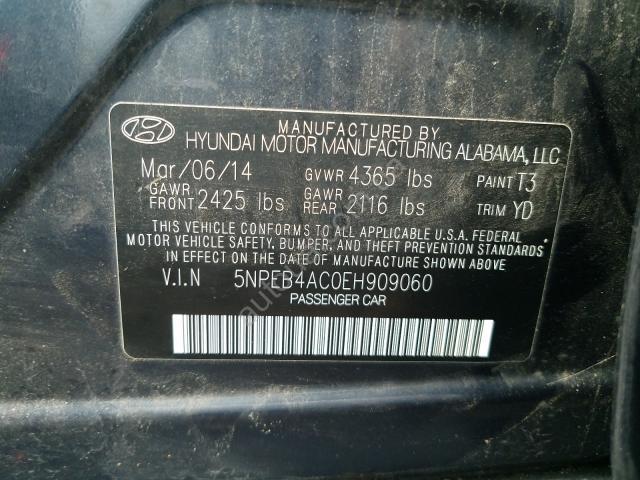 MANUFACTURED BY
HYUNDAI MOTOR MANUFACTURING ALABAMA, LLC
Mar/06/14 GVWR 4365 lbs PAINT T3
GAWR FRONT 2425 lbs GAWR REAR 2116 lbs TRIM YD
THIS VEHICLE CONFORMS TO ALL APPLICABLE U.S.A. FEDERAL
MOTOR VEHICLE SAFETY, BUMPER, AND THEFT PREVENTION STANDARDS
IN EFFECT ON THE DATE OF MANUFACTURE SHOWN ABOVE.
V.I.N 5NPEB4AC0EH909060
PASSENGER CAR